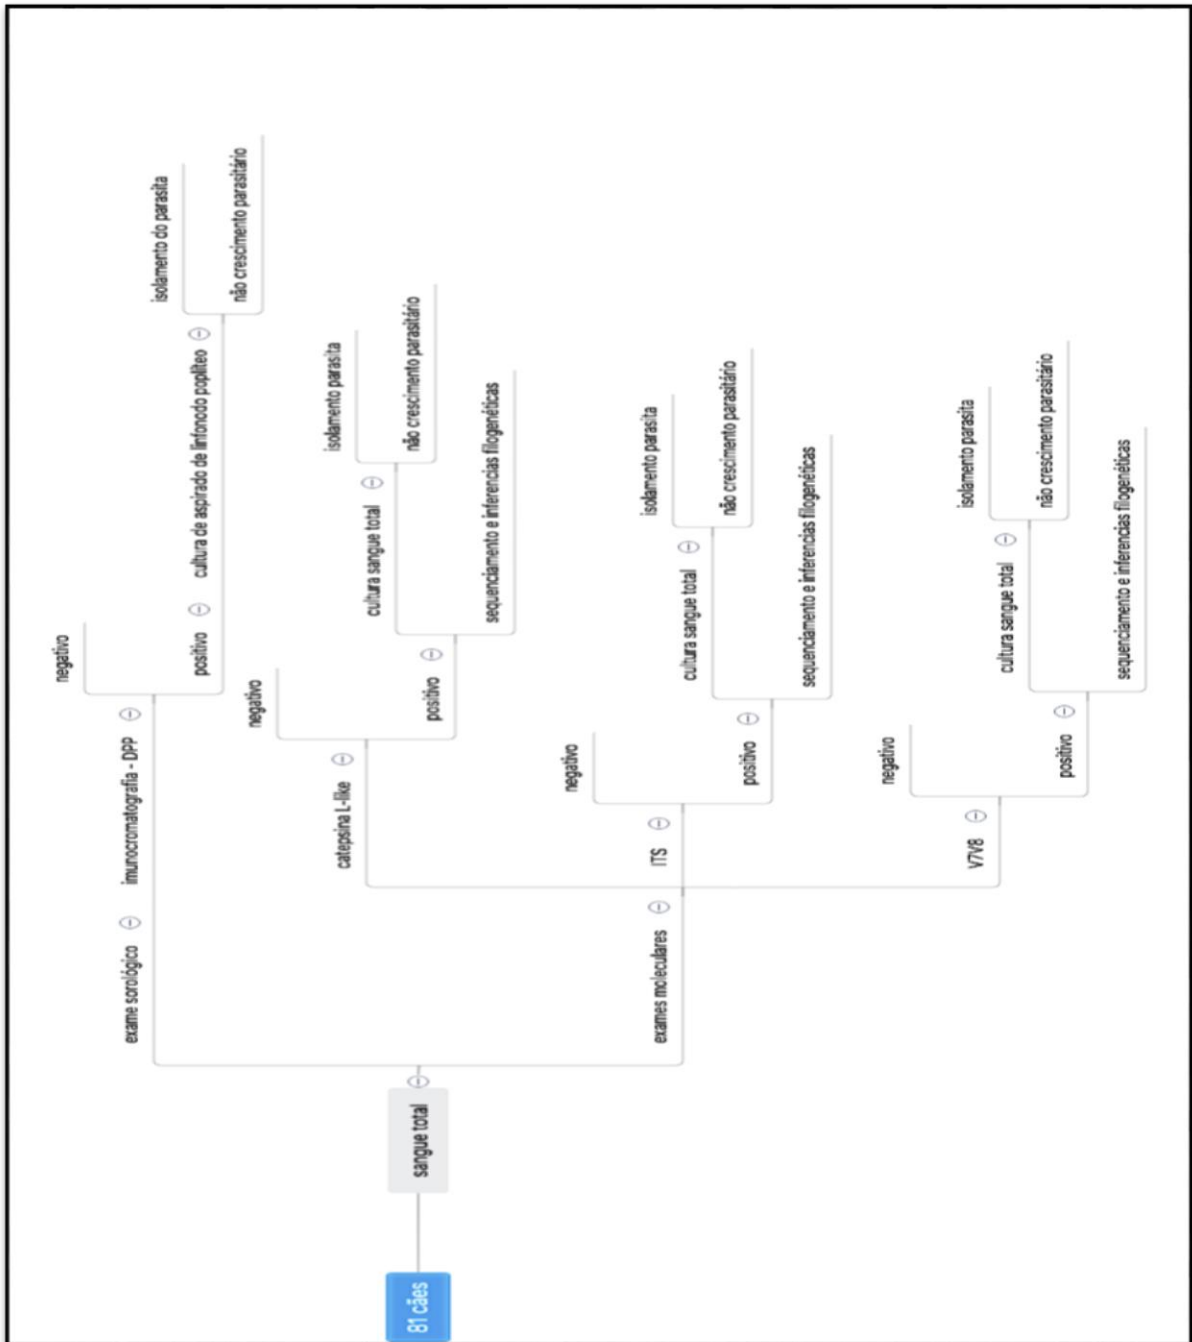 81 cães
sangue total
exame sorológico
imunocromatografia - DPP
negativo
positivo
cultura de aspirado de linfonodo poplíteo
isolamento do parasita
não crescimento parasitário
exames moleculares
catepsina L-like
negativo
positivo
cultura sangue total
isolamento parasita
não crescimento parasitário
sequenciamento e inferencias filogenéticas
ITS
negativo
positivo
cultura sangue total
isolamento parasita
não crescimento parasitário
sequenciamento e inferencias filogenéticas
V7V8
negativo
positivo
cultura sangue total
isolamento parasita
não crescimento parasitário
sequenciamento e inferencias filogenéticas